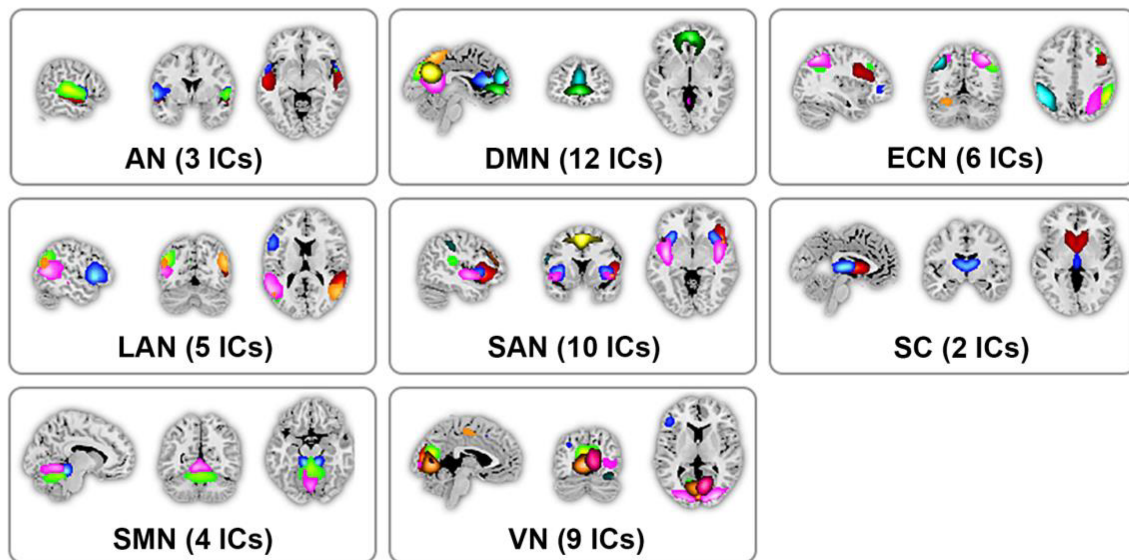 AN (3 ICs)
DMN (12 ICs)
ECN (6 ICs)
LAN (5 ICs)
SAN (10 ICs)
SC (2 ICs)
SMN (4 ICs)
VN (9 ICs)